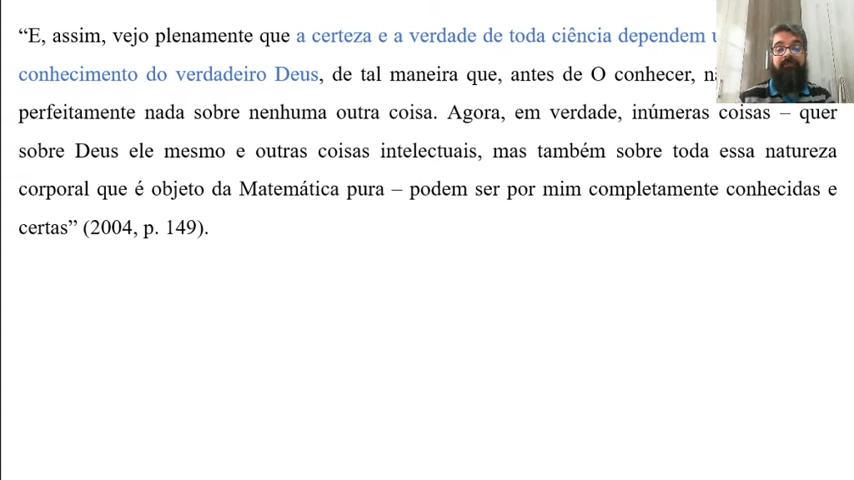 “E, assim, vejo plenamente que a certeza e a verdade de toda ciência dependem
conhecimento do verdadeiro Deus, de tal maneira que, antes de O conhecer,
perfeitamente nada sobre nenhuma outra coisa. Agora, em verdade, inúmeras coisas – quer
sobre Deus ele mesmo e outras coisas intelectuais, mas também sobre toda essa natureza
corporal que é objeto da Matemática pura – podem ser por mim completamente conhecidas e
certas” (2004, p. 149).